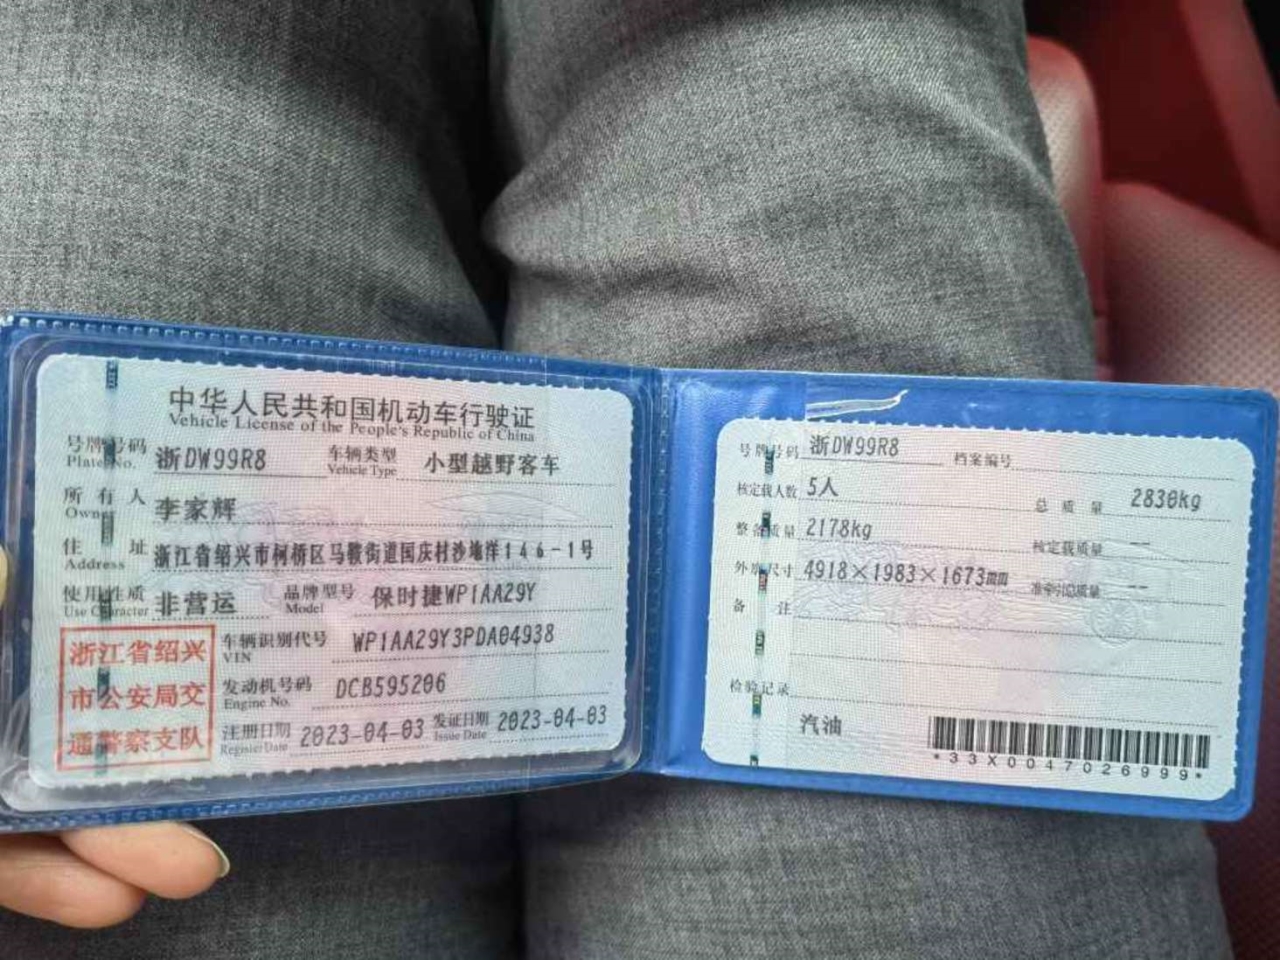 中华人民共和国机动车行驶证
Vehicle License of the People's Republic of China
号牌号码 浙DW99R8 车辆类型 小型越野客车
Plate No. Vehicle Type
所有人 李家辉
Owner
住址 浙江省绍兴市柯桥区马鞍街道国庆村沙地洋146-1号
Address
使用性质 非营运 品牌型号 保时捷WP1AA29Y
Use Character Model
浙江省绍兴
市公安局交
通警察支队
车辆识别代号 WP1AA29Y3PDA04938
VIN
发动机号码 DCB595206
Engine No.
注册日期 2023-04-03 发证日期 2023-04-03
Register Date Issue Date
号牌号码 浙DW99R8 档案编号
核定载人数 5人 总质量 2830kg
整备质量 2178kg 核定载质量 --
外廓尺寸 4918×1983×1673mm 准牵引总质量 --
备注
检验记录
汽油
*33X0047026999*